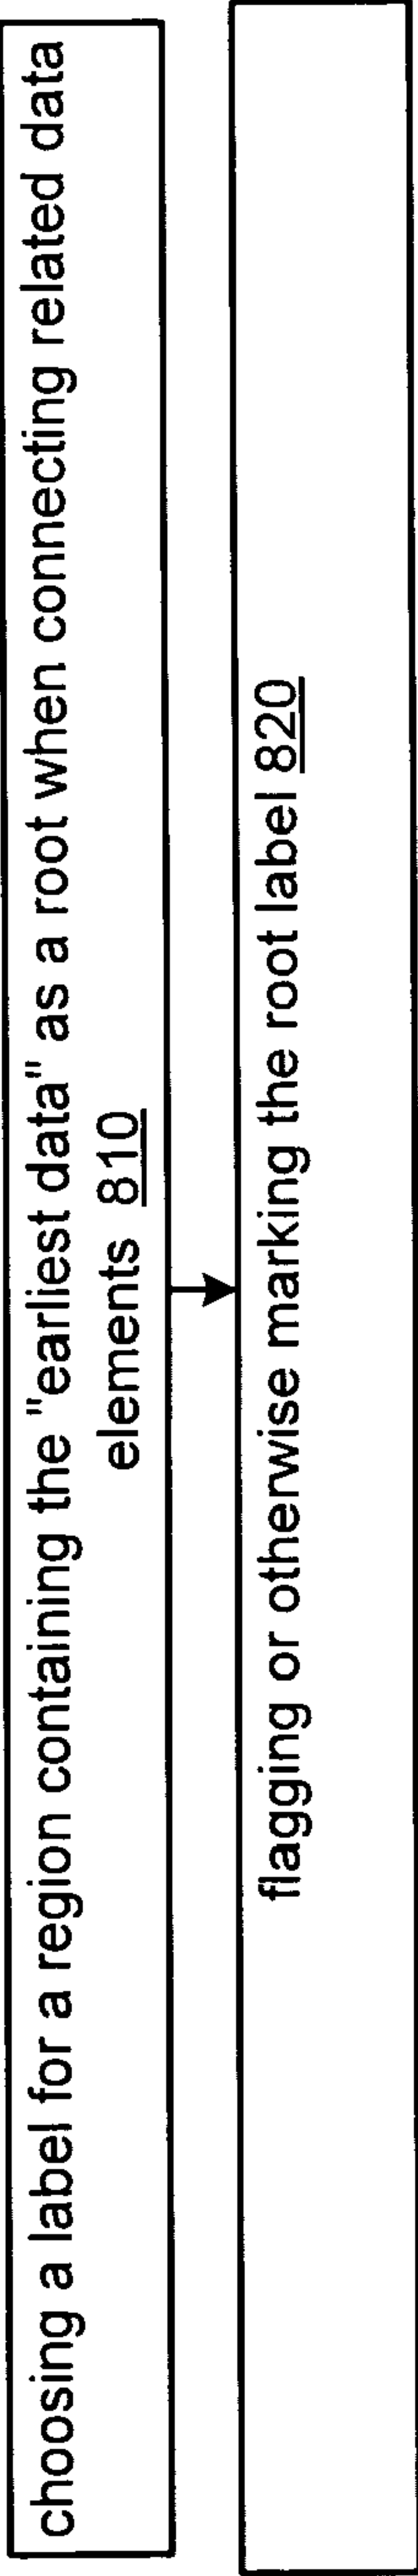 choosing a label for a region containing the "earliest data" as a root when connecting related data
elements 810
flagging or otherwise marking the root label 820